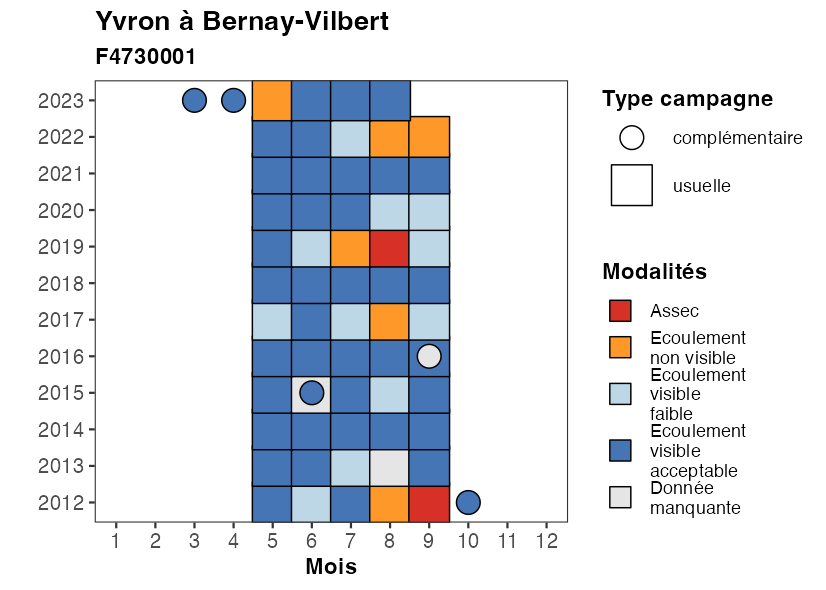 Yvron à Bernay-Vilbert
F4730001
2023
2022
2021
2020
2019
2018
2017
2016
2015
2014
2013
2012
1 2 3 4 5 6 7 8 9 10 11 12
Mois
Type campagne
complémentaire
usuelle
Modalités
Assec
Ecoulement
non visible
Ecoulement
visible
faible
Ecoulement
visible
acceptable
Donnée
manquante